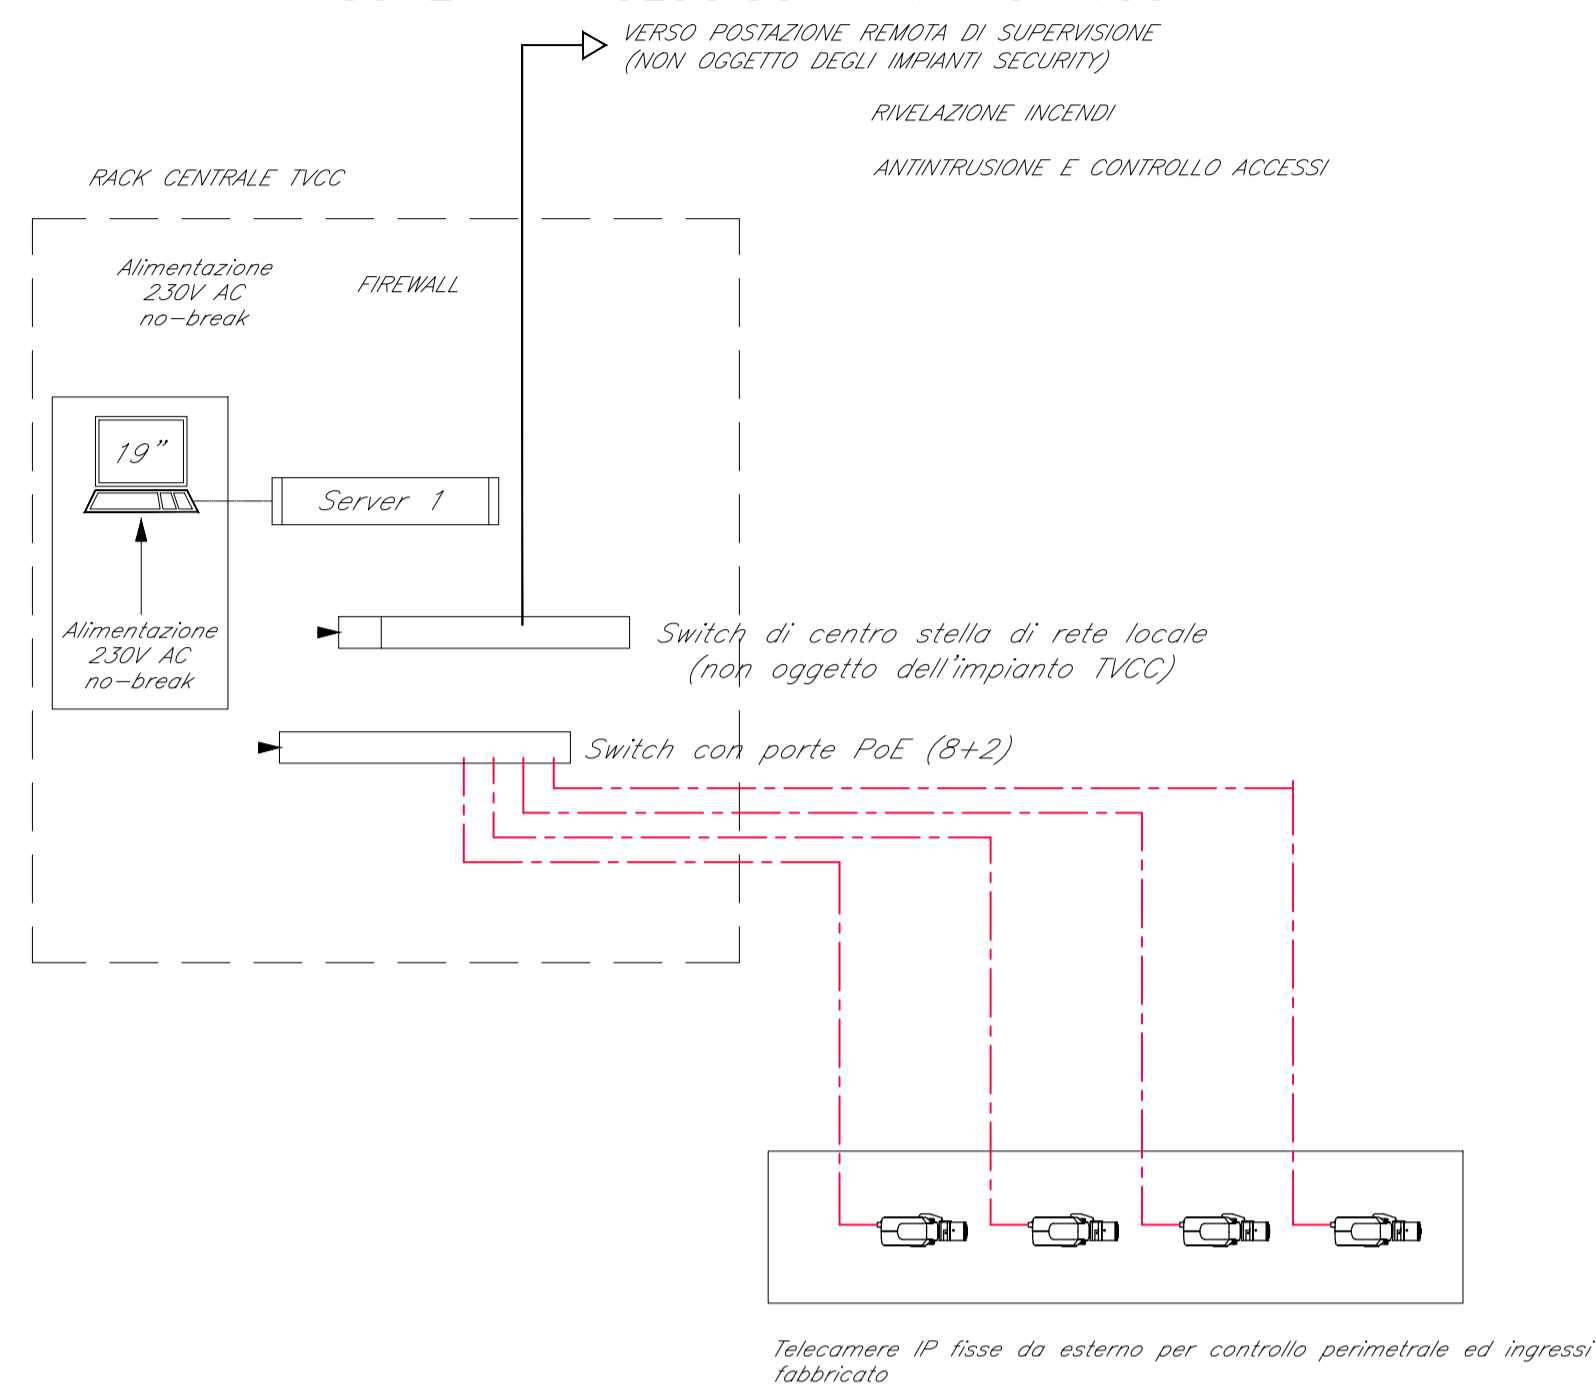 VERSO POSTAZIONE REMOTA DI SUPERVISIONE
(NON OGGETTO DEGLI IMPIANTI SECURITY)
RIVELAZIONE INCENDI
ANTINTRUSIONE E CONTROLLO ACCESSI
RACK CENTRALE TVCC
Alimentazione
230V AC
no-break
FIREWALL
19"
Server 1
Alimentazione
230V AC
no-break
Switch di centro stella di rete locale
(non oggetto dell'impianto TVCC)
Switch con porte PoE (8+2)
Telecamere IP fisse da esterno per controllo perimetrale ed ingressi
fabbricato